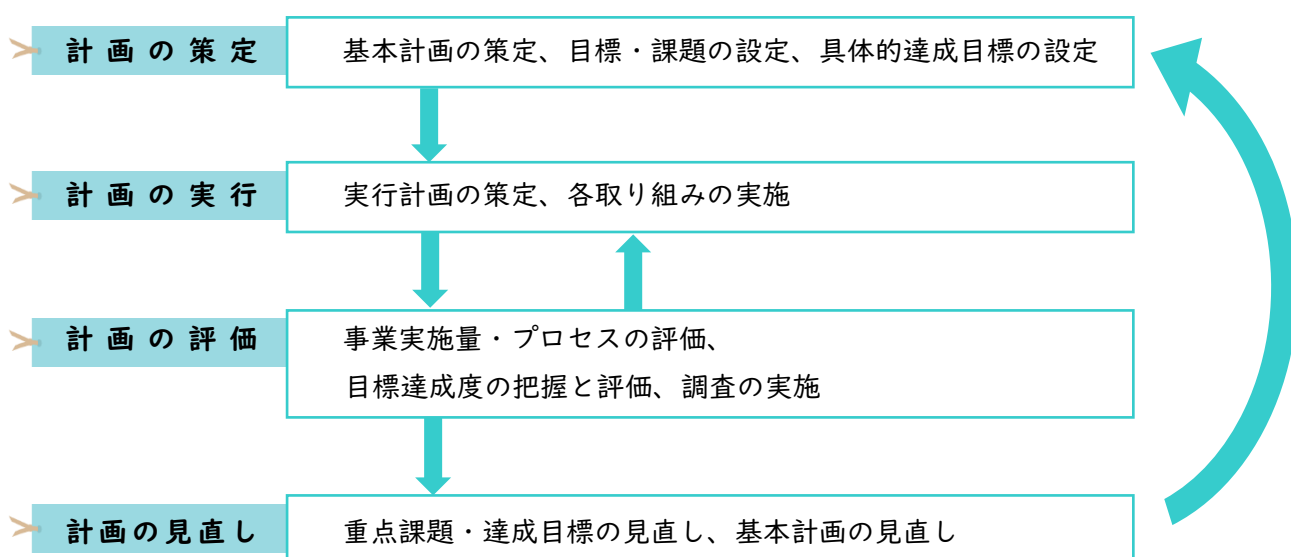 計画の策定
基本計画の策定、目標・課題の設定、具体的達成目標の設定
計画の実行
実行計画の策定、各取り組みの実施
計画の評価
事業実施量・プロセスの評価、
目標達成度の把握と評価、調査の実施
計画の見直し
重点課題・達成目標の見直し、基本計画の見直し